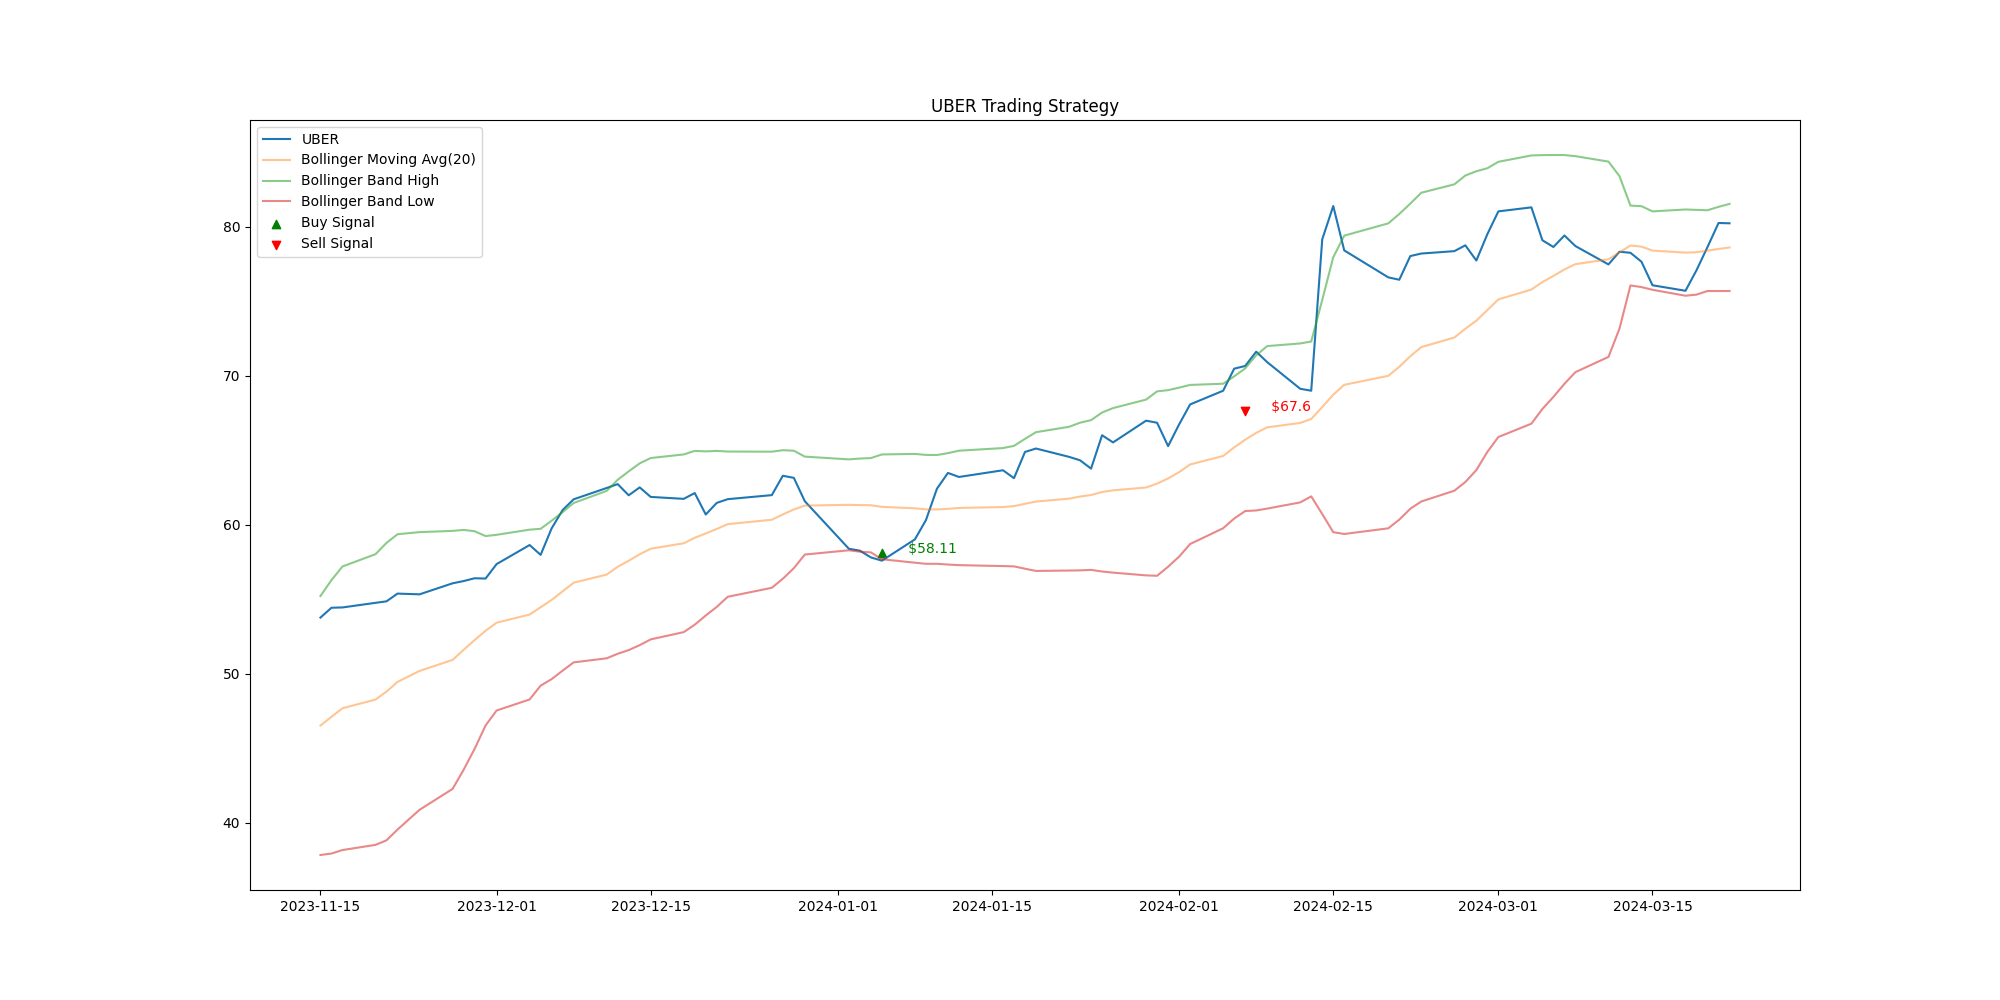 UBER Trading Strategy
UBER
Bollinger Moving Avg(20)
Bollinger Band High
Bollinger Band Low
Buy Signal
Sell Signal
80
70
60
50
40
$67.6
$58.11
2023-11-15
2023-12-01
2023-12-15
2024-01-01
2024-01-15
2024-02-01
2024-02-15
2024-03-01
2024-03-15